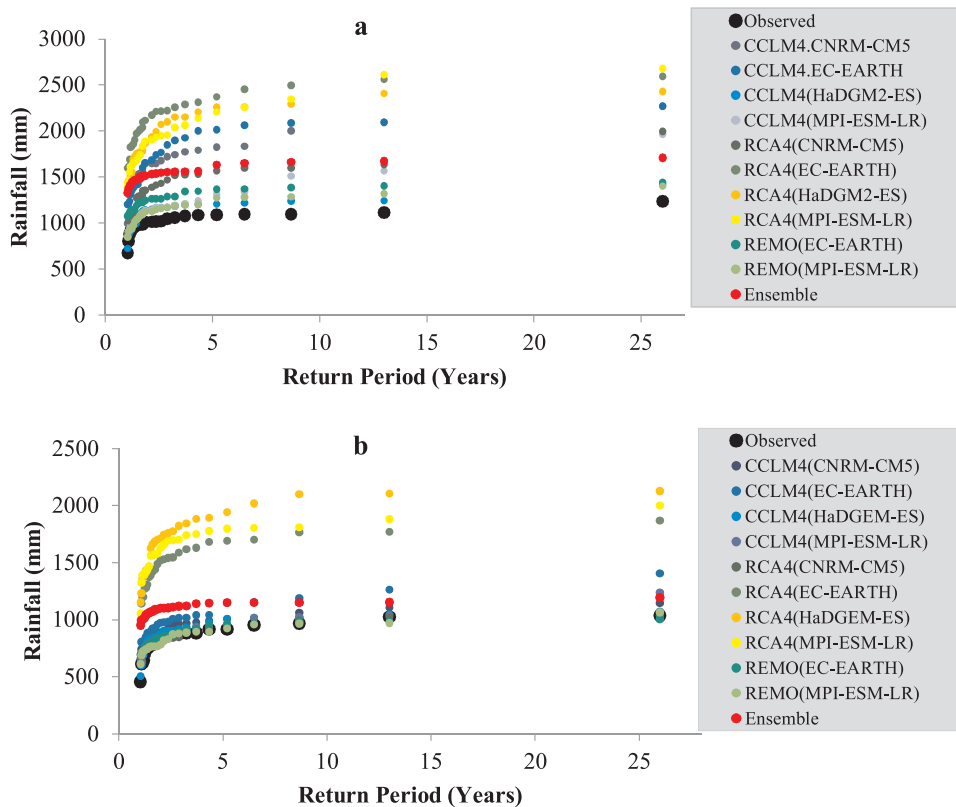 a
3000
2500
2000
1500
1000
500
0
Rainfall (mm)
0
5
10
15
20
25
Return Period (Years)
Observed
CCLM4.CNRM-CM5
CCLM4.EC-EARTH
CCLM4(HaDGM2-ES)
CCLM4(MPI-ESM-LR)
RCA4(CNRM-CM5)
RCA4(EC-EARTH)
RCA4(HaDGM2-ES)
RCA4(MPI-ESM-LR)
REMO(EC-EARTH)
REMO(MPI-ESM-LR)
Ensemble
b
2500
2000
1500
1000
500
0
Rainfall (mm)
0
5
10
15
20
25
Return Period (Years)
Observed
CCLM4(CNRM-CM5)
CCLM4(EC-EARTH)
CCLM4(HaDGEM-ES)
CCLM4(MPI-ESM-LR)
RCA4(CNRM-CM5)
RCA4(EC-EARTH)
RCA4(HaDGEM-ES)
RCA4(MPI-ESM-LR)
REMO(EC-EARTH)
REMO(MPI-ESM-LR)
Ensemble